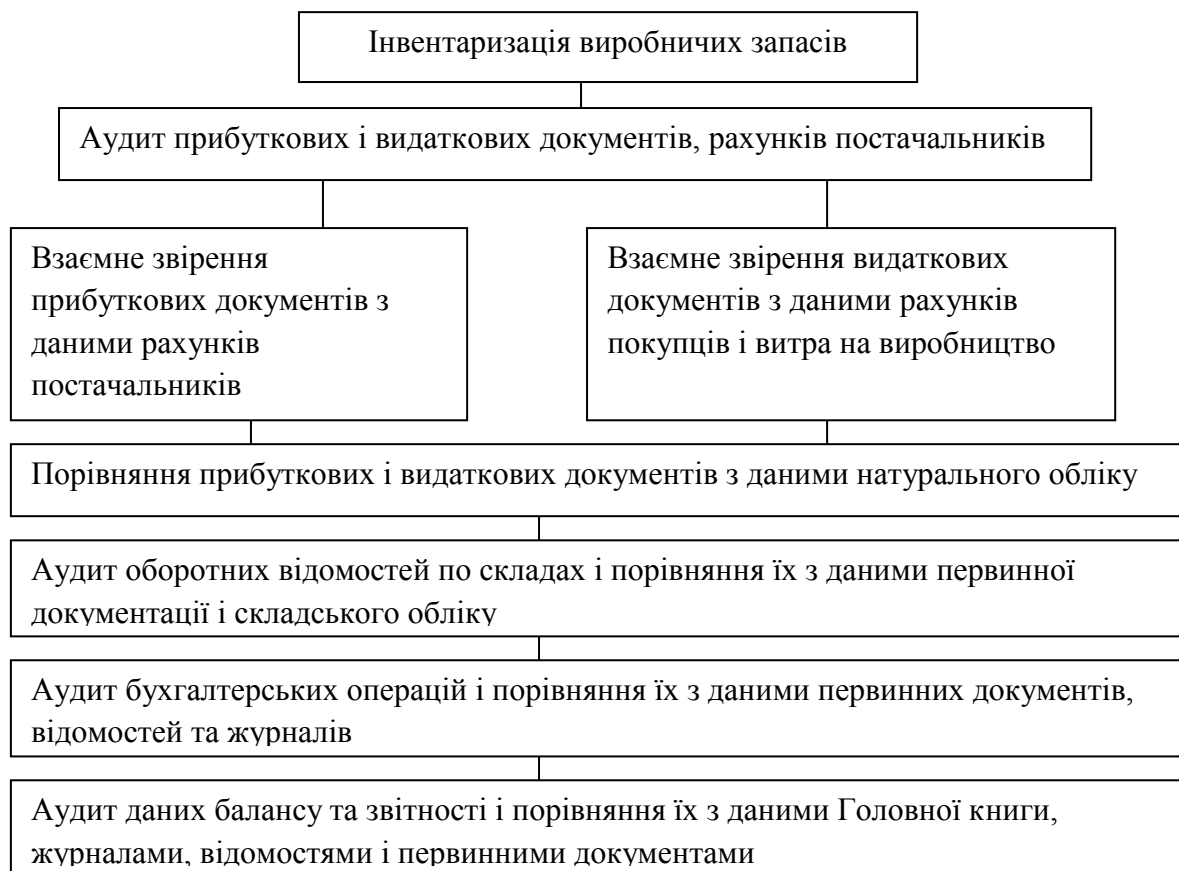 Інвентаризація виробничих запасів
Аудит прибуткових і видаткових документів, рахунків постачальників
Взаємне звірення
прибуткових документів з
даними рахунків
постачальників
Взаємне звірення видаткових
документів з даними рахунків
покупців і витра на виробництво
Порівняння прибуткових і видаткових документів з даними натурального обліку
Аудит оборотних відомостей по складах і порівняння їх з даними первинної
документації і складського обліку
Аудит бухгалтерських операцій і порівняння їх з даними первинних документів,
відомостей та журналів
Аудит даних балансу та звітності і порівняння їх з даними Головної книги,
журналами, відомостями і первинними документами